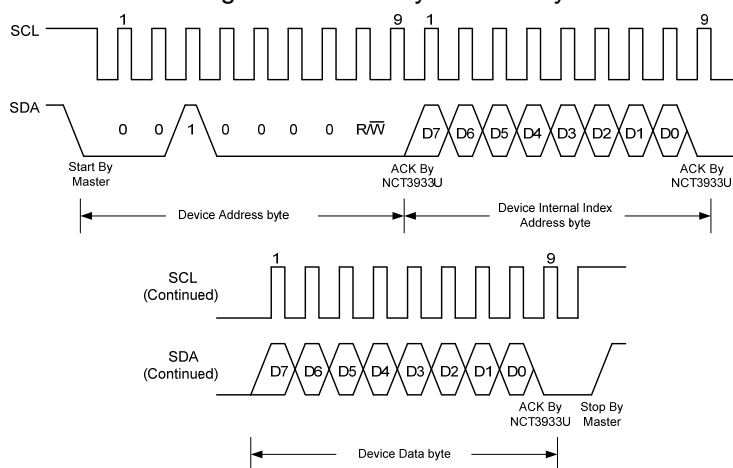 1 9 1 9
SCL
SDA
0 0 1 0 0 0 0 R/W D7 D6 D5 D4 D3 D2 D1 D0
Start By
Master
ACK By
NCT3933U
ACK By
NCT3933U
Device Address byte
Device Internal Index
Address byte
1 9
SCL
(Continued)
SDA
(Continued)
D7 D6 D5 D4 D3 D2 D1 D0
ACK By
NCT3933U
Stop By
Master
Device Data byte